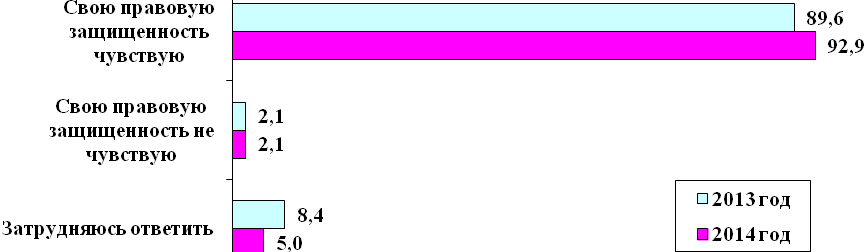 Свою правовую
защищенность
чувствую
89,6
92,9
Свою правовую
защищенность не
чувствую
2,1
2,1
Затрудняюсь ответить
8,4
5,0
2013 год
2014 год